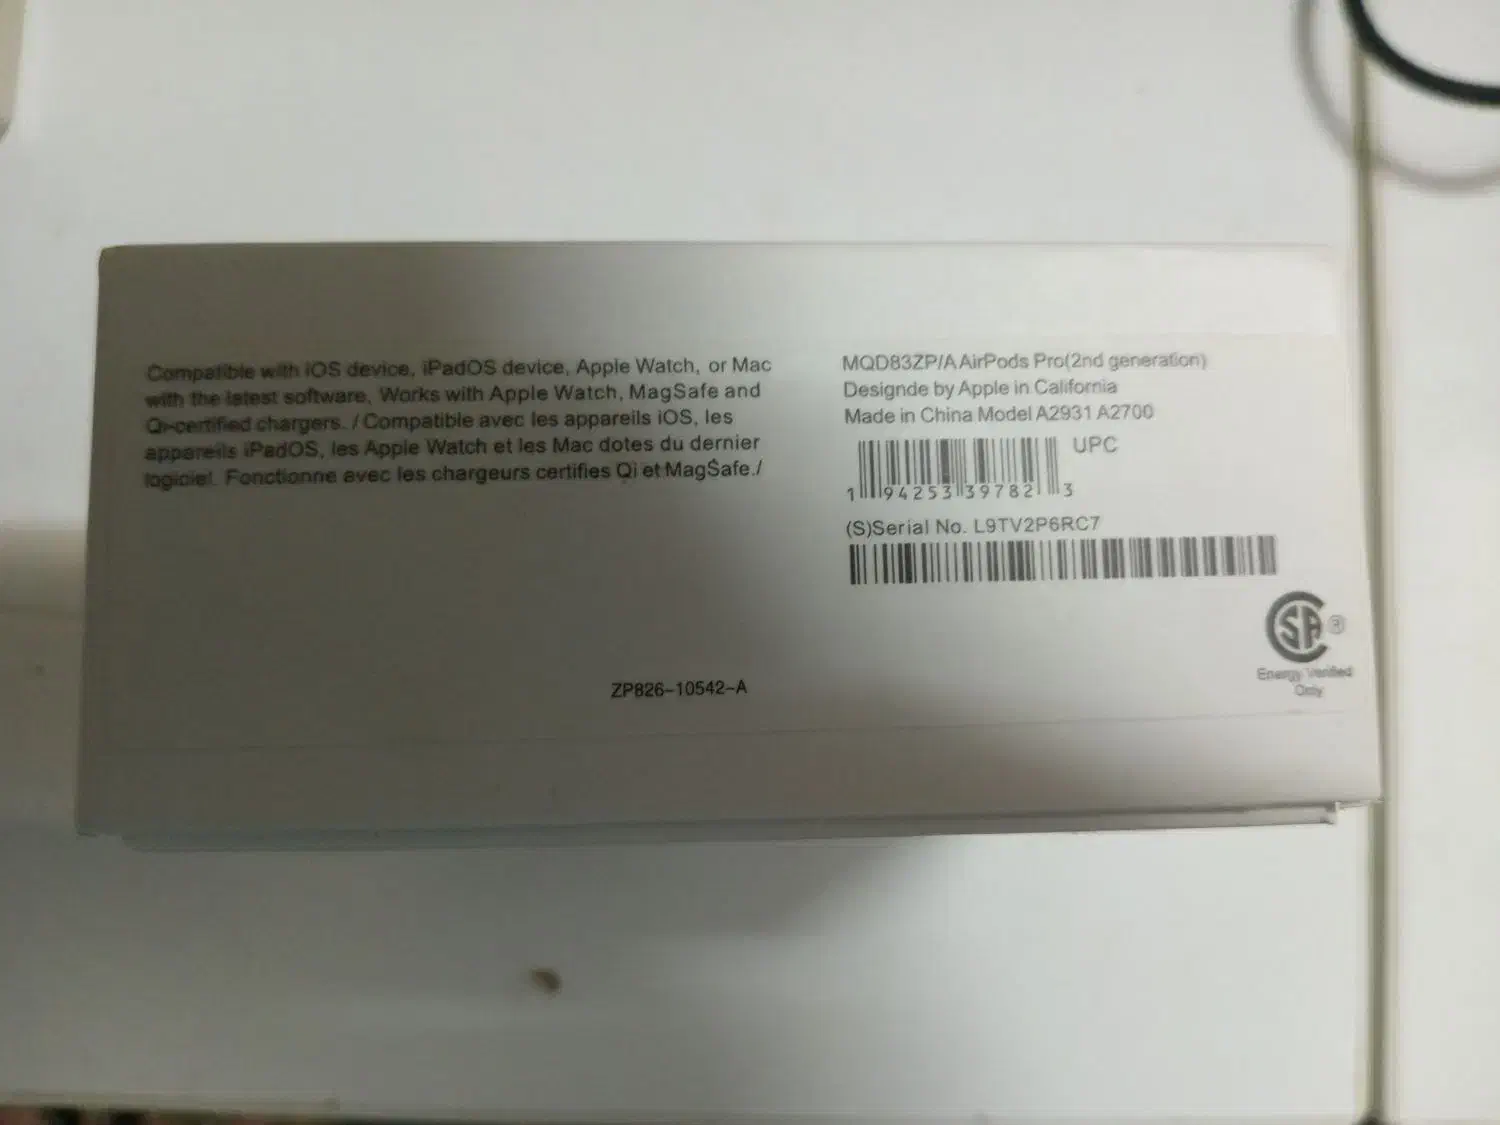 Compatible with iOS device, iPadOS device, Apple Watch, or Mac
with the latest software, Works with Apple Watch, MagSafe and
Qi-certified chargers. / Compatible avec les appareils iOS, les
appareils iPadOS, les Apple Watch et les Mac dotes du dernier
logiciel. Fonctionne avec les chargeurs certifies Qi et MagSafe./
ZP826-10542-A
MQD83ZP/A AirPods Pro(2nd generation)
Designde by Apple in California
Made in China Model A2931 A2700
UPC
1 94253 39782 3
(S)Serial No. L9TV2P6RC7
SA ®
Energy Verified
Only